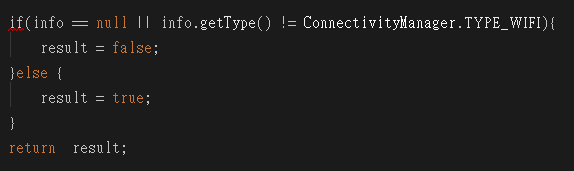 if(info == null || info.getType() != ConnectivityManager.TYPE_WIFI){
    result = false;
}else {
    result = true;
}
return  result;